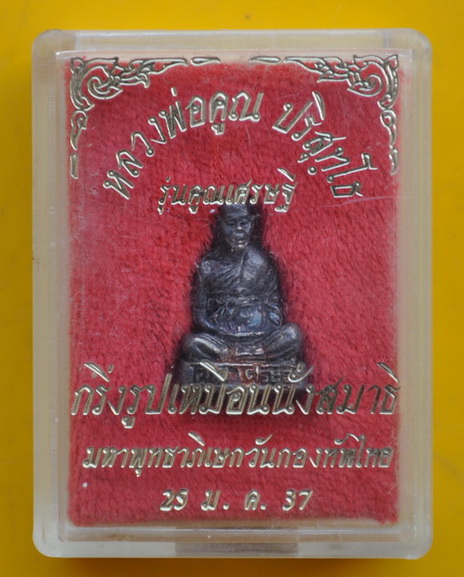 หลวงพ่อคูณ ปริสุทฺโธ
รุ่นคูณเศรษฐี
กริ่งรูปเหมือนนั่งสมาธิ
มหาพุทธาภิเษกวันกองทัพไทย
25 ม. ค. 37